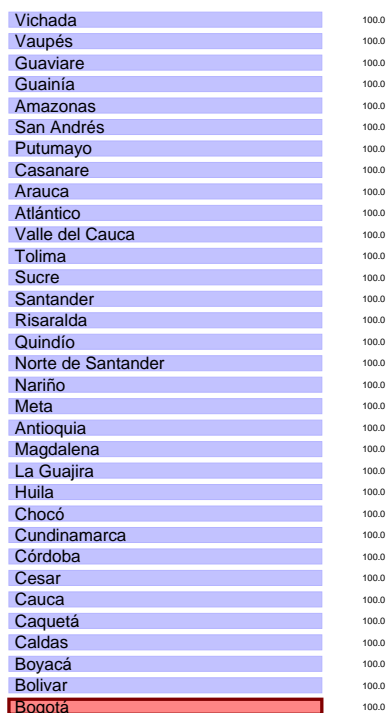 Vichada 100.0
Vaupés 100.0
Guaviare 100.0
Guainía 100.0
Amazonas 100.0
San Andrés 100.0
Putumayo 100.0
Casanare 100.0
Arauca 100.0
Atlántico 100.0
Valle del Cauca 100.0
Tolima 100.0
Sucre 100.0
Santander 100.0
Risaralda 100.0
Quindío 100.0
Norte de Santander 100.0
Nariño 100.0
Meta 100.0
Antioquia 100.0
Magdalena 100.0
La Guajira 100.0
Huila 100.0
Chocó 100.0
Cundinamarca 100.0
Córdoba 100.0
Cesar 100.0
Cauca 100.0
Caquetá 100.0
Caldas 100.0
Boyacá 100.0
Bolivar 100.0
Bogotá 100.0